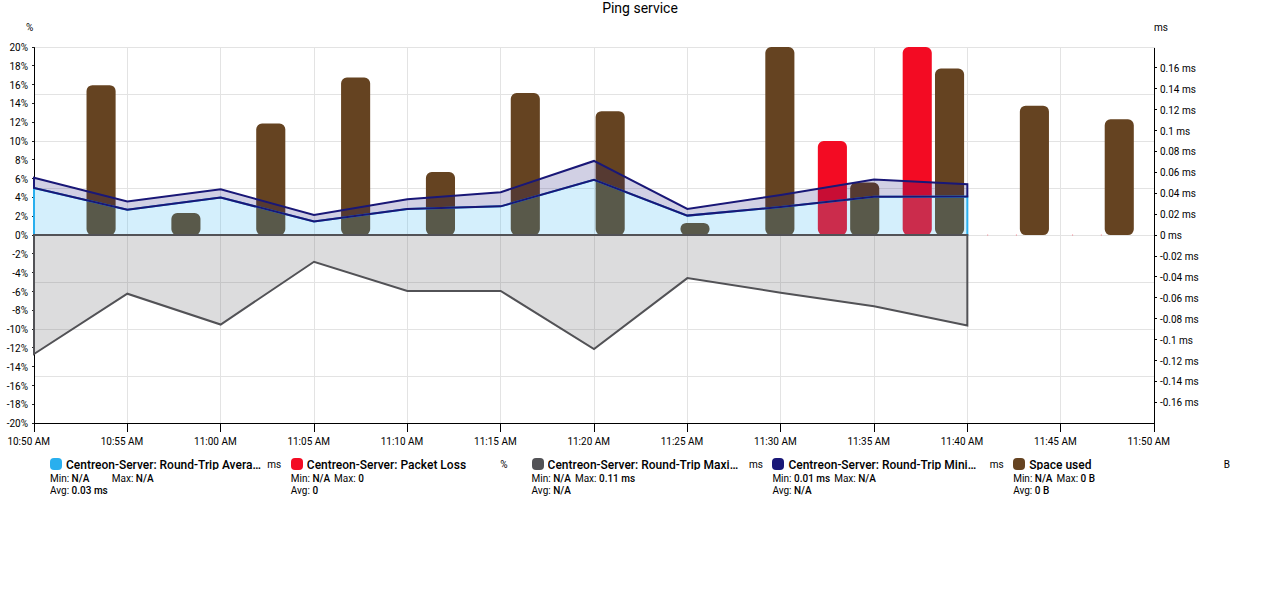 Ping service
%
ms
20%
18%
16%
14%
12%
10%
8%
6%
4%
2%
0%
-2%
-4%
-6%
-8%
-10%
-12%
-14%
-16%
-18%
-20%
0.16 ms
0.14 ms
0.12 ms
0.1 ms
0.08 ms
0.06 ms
0.04 ms
0.02 ms
0 ms
-0.02 ms
-0.04 ms
-0.06 ms
-0.08 ms
-0.1 ms
-0.12 ms
-0.14 ms
-0.16 ms
10:50 AM 10:55 AM 11:00 AM 11:05 AM 11:10 AM 11:15 AM 11:20 AM 11:25 AM 11:30 AM 11:35 AM 11:40 AM 11:45 AM 11:50 AM
Centreon-Server: Round-Trip Avera... ms
Min: N/A Max: N/A
Avg: 0.03 ms
Centreon-Server: Packet Loss %
Min: N/A Max: 0
Avg: 0
Centreon-Server: Round-Trip Maxi... ms
Min: N/A Max: 0.11 ms
Avg: N/A
Centreon-Server: Round-Trip Mini... ms
Min: 0.01 ms Max: N/A
Avg: N/A
Space used B
Min: N/A Max: 0 B
Avg: 0 B